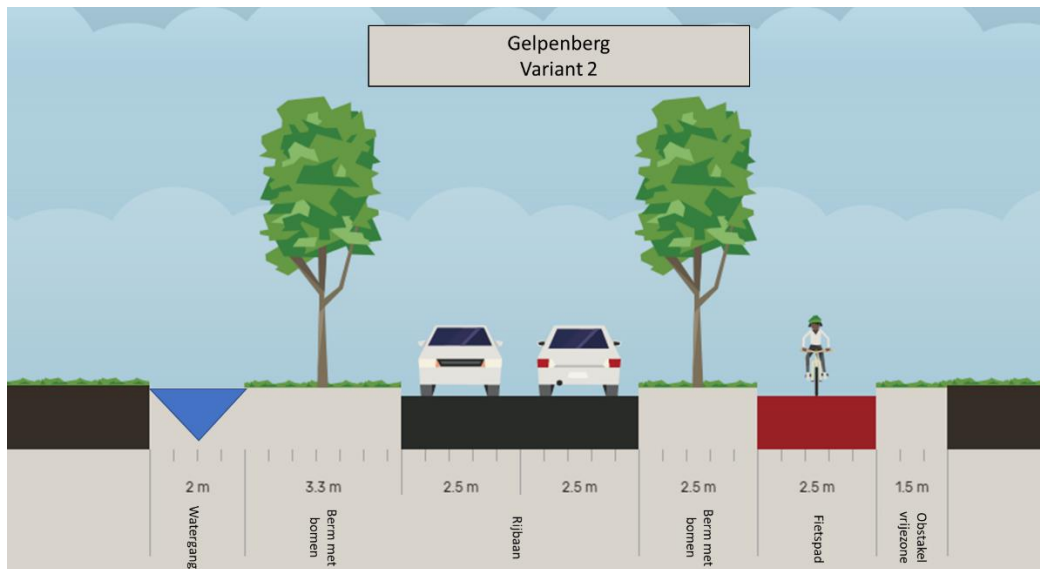 Gelpenberg
Variant 2
2 m
3.3 m
2.5 m
2.5 m
2.5 m
2.5 m
1.5 m
Watergang
Berm met
bomen
Rijbaan
Berm met
bomen
Fietspad
Obstakel
vrijezone